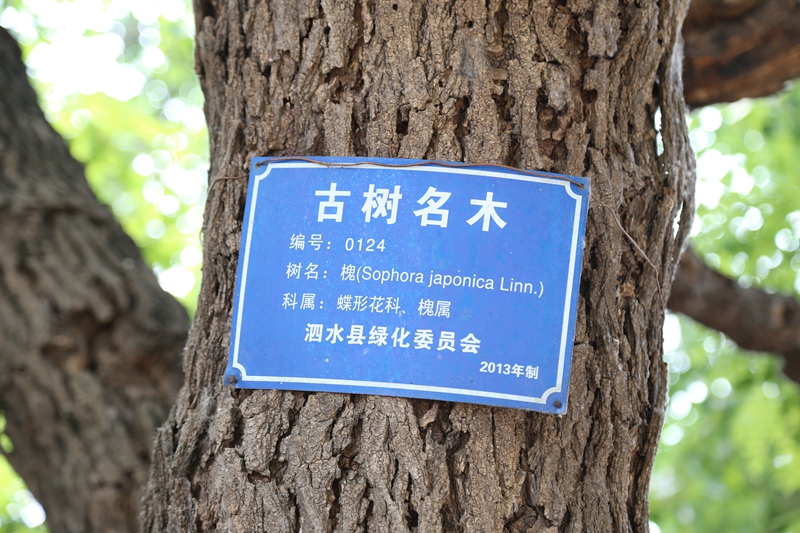 古树名木
编号：0124
树名：槐(Sophora japonica Linn.)
科属：蝶形花科、槐属
泗水县绿化委员会
2013年制